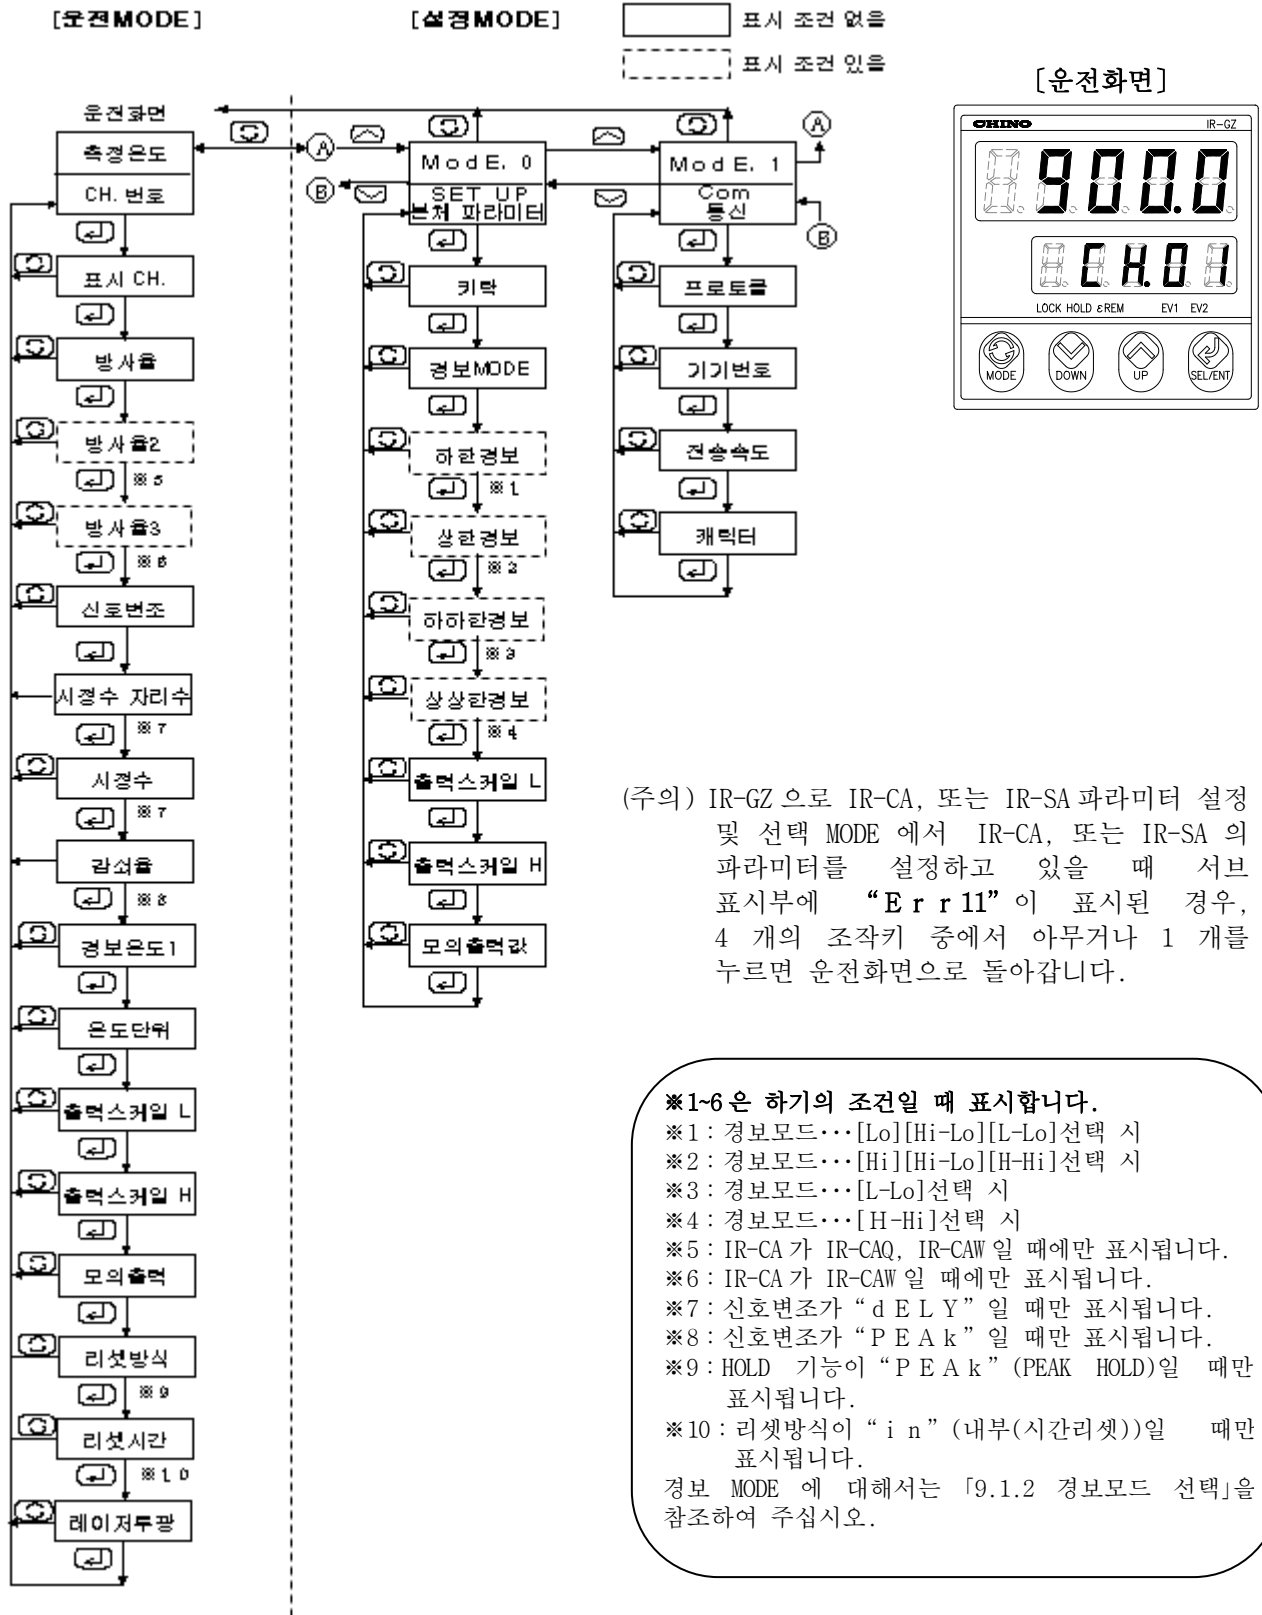 [운전MODE]
[설정MODE]
표시 조건 없음
표시 조건 있음
운전화면
측정온도
CH. 번호
표시 CH.
방사율
방사율2
※5
방사율3
※6
신호변조
시정수 자리수
※7
시정수
※7
감쇠율
※8
경보온도1
온도단위
출력스케일 L
출력스케일 H
모의출력
리셋방식
※9
리셋시간
※10
레이저투광
A
B
ModE. 0
SET UP
본체 파라미터
키락
경보MODE
하한경보
※1
상한경보
※2
하하한경보
※3
상상한경보
※4
출력스케일 L
출력스케일 H
모의출력값
ModE. 1
Com
통신
A
B
프로토콜
기기번호
전송속도
캐릭터
[운전화면]
CHINO
IR-GZ
900.0
CH.01
LOCK HOLD εREM EV1 EV2
MODE
DOWN
UP
SEL/ENT
(주의) IR-GZ 으로 IR-CA, 또는 IR-SA 파라미터 설정
및 선택 MODE 에서 IR-CA, 또는 IR-SA 의
파라미터를 설정하고 있을 때 서브
표시부에 “Ｅｒｒ11” 이 표시된 경우,
4 개의 조작키 중에서 아무거나 1 개를
누르면 운전화면으로 돌아갑니다.
※1~6 은 하기의 조건일 때 표시합니다.
※1 : 경보모드···[Lo][Hi-Lo][L-Lo]선택 시
※2 : 경보모드···[Hi][Hi-Lo][H-Hi]선택 시
※3 : 경보모드···[L-Lo]선택 시
※4 : 경보모드···[Ｈ-Hi]선택 시
※5 : IR-CA 가 IR-CAQ, IR-CAW 일 때에만 표시됩니다.
※6 : IR-CA 가 IR-CAW 일 때에만 표시됩니다.
※7 : 신호변조가 “ｄＥＬＹ” 일 때만 표시됩니다.
※8 : 신호변조가 “ＰＥＡｋ” 일 때만 표시됩니다.
※9 : HOLD 기능이 “ＰＥＡｋ” (PEAK HOLD)일 때만
표시됩니다.
※10 : 리셋방식이 “ｉｎ” (내부(시간리셋))일 때만
표시됩니다.
경보 MODE 에 대해서는 「9.1.2 경보모드 선택」을
참조하여 주십시오.